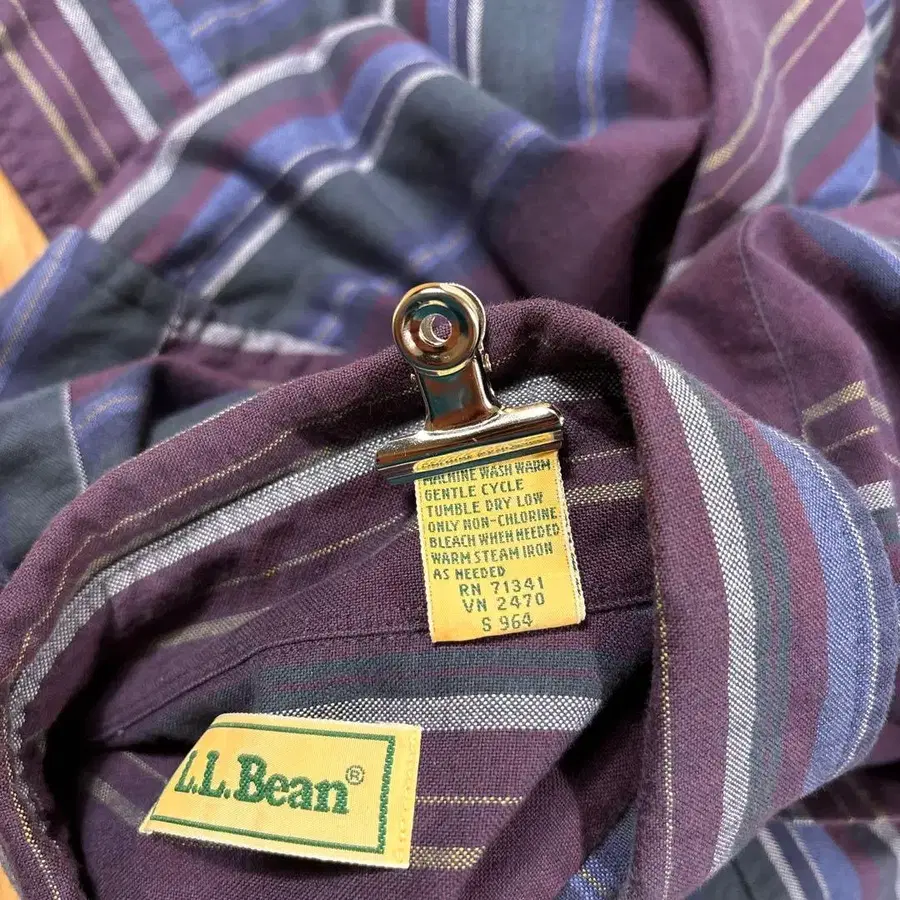 MACHINE WASH WARM
GENTLE CYCLE
TUMBLE DRY LOW
ONLY NON-CHLORINE
BLEACH WHEN NEEDED
WARM STEAM IRON
AS NEEDED
RN 71341
VN 2470
S 964
L.L.Bean®